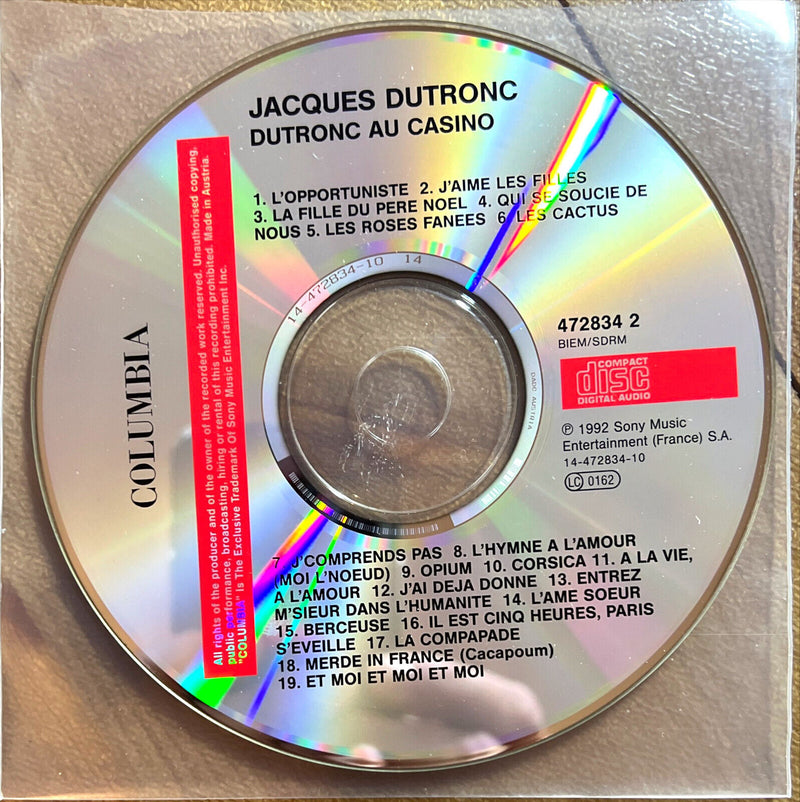 JACQUES DUTRONC
DUTRONC AU CASINO
1. L'OPPORTUNISTE 2. J'AIME LES FILLES
3. LA FILLE DU PERE NOEL 4. QUI SE SOUCIE DE
NOUS 5. LES ROSES FANEES 6. LES CACTUS
14-472834-10 14
472834 2
BIEM/SDRM
COMPACT
disc
DIGITAL AUDIO
DADC AUSTRIA
℗ 1992 Sony Music
Entertainment (France) S.A.
14-472834-10
LC 0162
COLUMBIA
All rights of the producer and of the owner of the recorded work reserved. Unauthorised copying,
public performance, broadcasting, hiring or rental of this recording prohibited. Made in Austria.
"COLUMBIA" is The Exclusive Trademark Of Sony Music Entertainment Inc.
7. J'COMPRENDS PAS 8. L'HYMNE A L'AMOUR
(MOI L'NOEUD) 9. OPIUM 10. CORSICA 11. A LA VIE,
A L'AMOUR 12. J'AI DEJA DONNE 13. ENTREZ
M'SIEUR DANS L'HUMANITE 14. L'AME SOEUR
15. BERCEUSE 16. IL EST CINQ HEURES, PARIS
S'EVEILLE 17. LA COMPAPADE
18. MERDE IN FRANCE (Cacapoum)
19. ET MOI ET MOI ET MOI